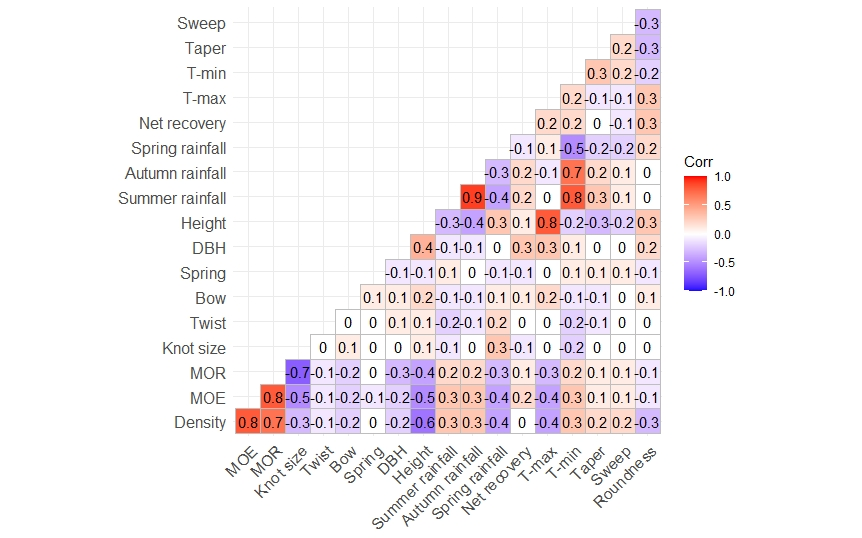 Sweep -0.3
Taper 0.2 -0.3
T-min 0.3 0.2 -0.2
T-max 0.2 -0.1 -0.1 0.3
Net recovery 0.2 0.2 0 -0.1 0.3
Spring rainfall -0.1 0.1 -0.5 -0.2 -0.2 0.2
Autumn rainfall -0.3 0.2 -0.1 0.7 0.2 0.1 0
Summer rainfall 0.9 -0.4 0.2 0 0.8 0.3 0.1 0
Height -0.3 -0.4 0.3 0.1 0.8 -0.2 -0.3 -0.2 0.3
DBH 0.4 -0.1 -0.1 0 0.3 0.3 0.1 0 0 0.2
Spring -0.1 -0.1 0.1 0 -0.1 -0.1 0 0.1 0.1 0.1 -0.1
Bow 0.1 0.1 0.2 -0.1 -0.1 0.1 0.1 0.2 -0.1 -0.1 0 0.1
Twist 0 0 0.1 0.1 -0.2 -0.1 0.2 0 0 -0.2 -0.1 0 0
Knot size 0 0.1 0 0 0.1 -0.1 0 0.3 -0.1 0 -0.2 0 0 0
MOR -0.7 -0.1 -0.2 0 -0.3 -0.4 0.2 0.2 -0.3 0.1 -0.3 0.2 0.1 0.1 -0.1
MOE 0.8 -0.5 -0.1 -0.2 -0.1 -0.2 -0.5 0.3 0.3 -0.4 0.2 -0.4 0.3 0.1 0.1 -0.1
Density 0.8 0.7 -0.3 -0.1 -0.2 0 -0.2 -0.6 0.3 0.3 -0.4 0 -0.4 0.3 0.2 0.2 -0.3
MOE
MOR
Knot size
Twist
Bow
Spring
DBH
Height
Summer rainfall
Autumn rainfall
Spring rainfall
Net recovery
T-max
T-min
Taper
Sweep
Roundness
Corr
1.0
0.5
0.0
-0.5
-1.0